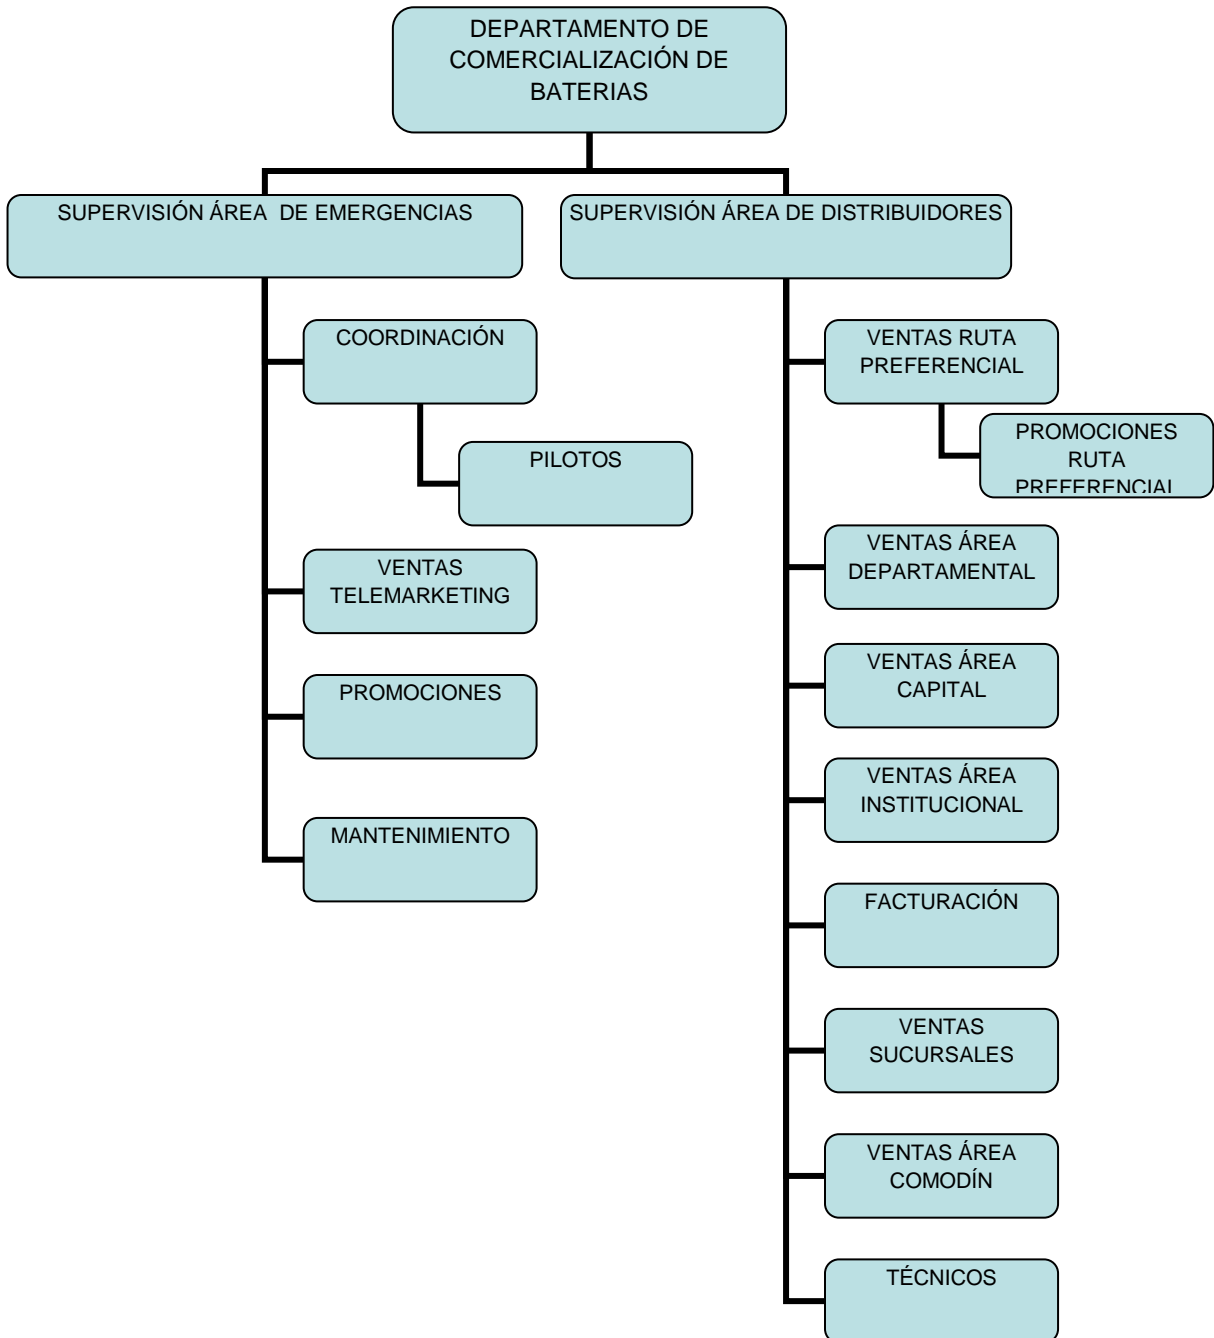 DEPARTAMENTO DE
COMERCIALIZACIÓN DE
BATERIAS
SUPERVISIÓN ÁREA DE EMERGENCIAS
SUPERVISIÓN ÁREA DE DISTRIBUIDORES
COORDINACIÓN
PILOTOS
VENTAS
TELEMARKETING
PROMOCIONES
MANTENIMIENTO
VENTAS RUTA
PREFERENCIAL
PROMOCIONES
RUTA
PREFERENCIAL
VENTAS ÁREA
DEPARTAMENTAL
VENTAS ÁREA
CAPITAL
VENTAS ÁREA
INSTITUCIONAL
FACTURACIÓN
VENTAS
SUCURSALES
VENTAS ÁREA
COMODÍN
TÉCNICOS